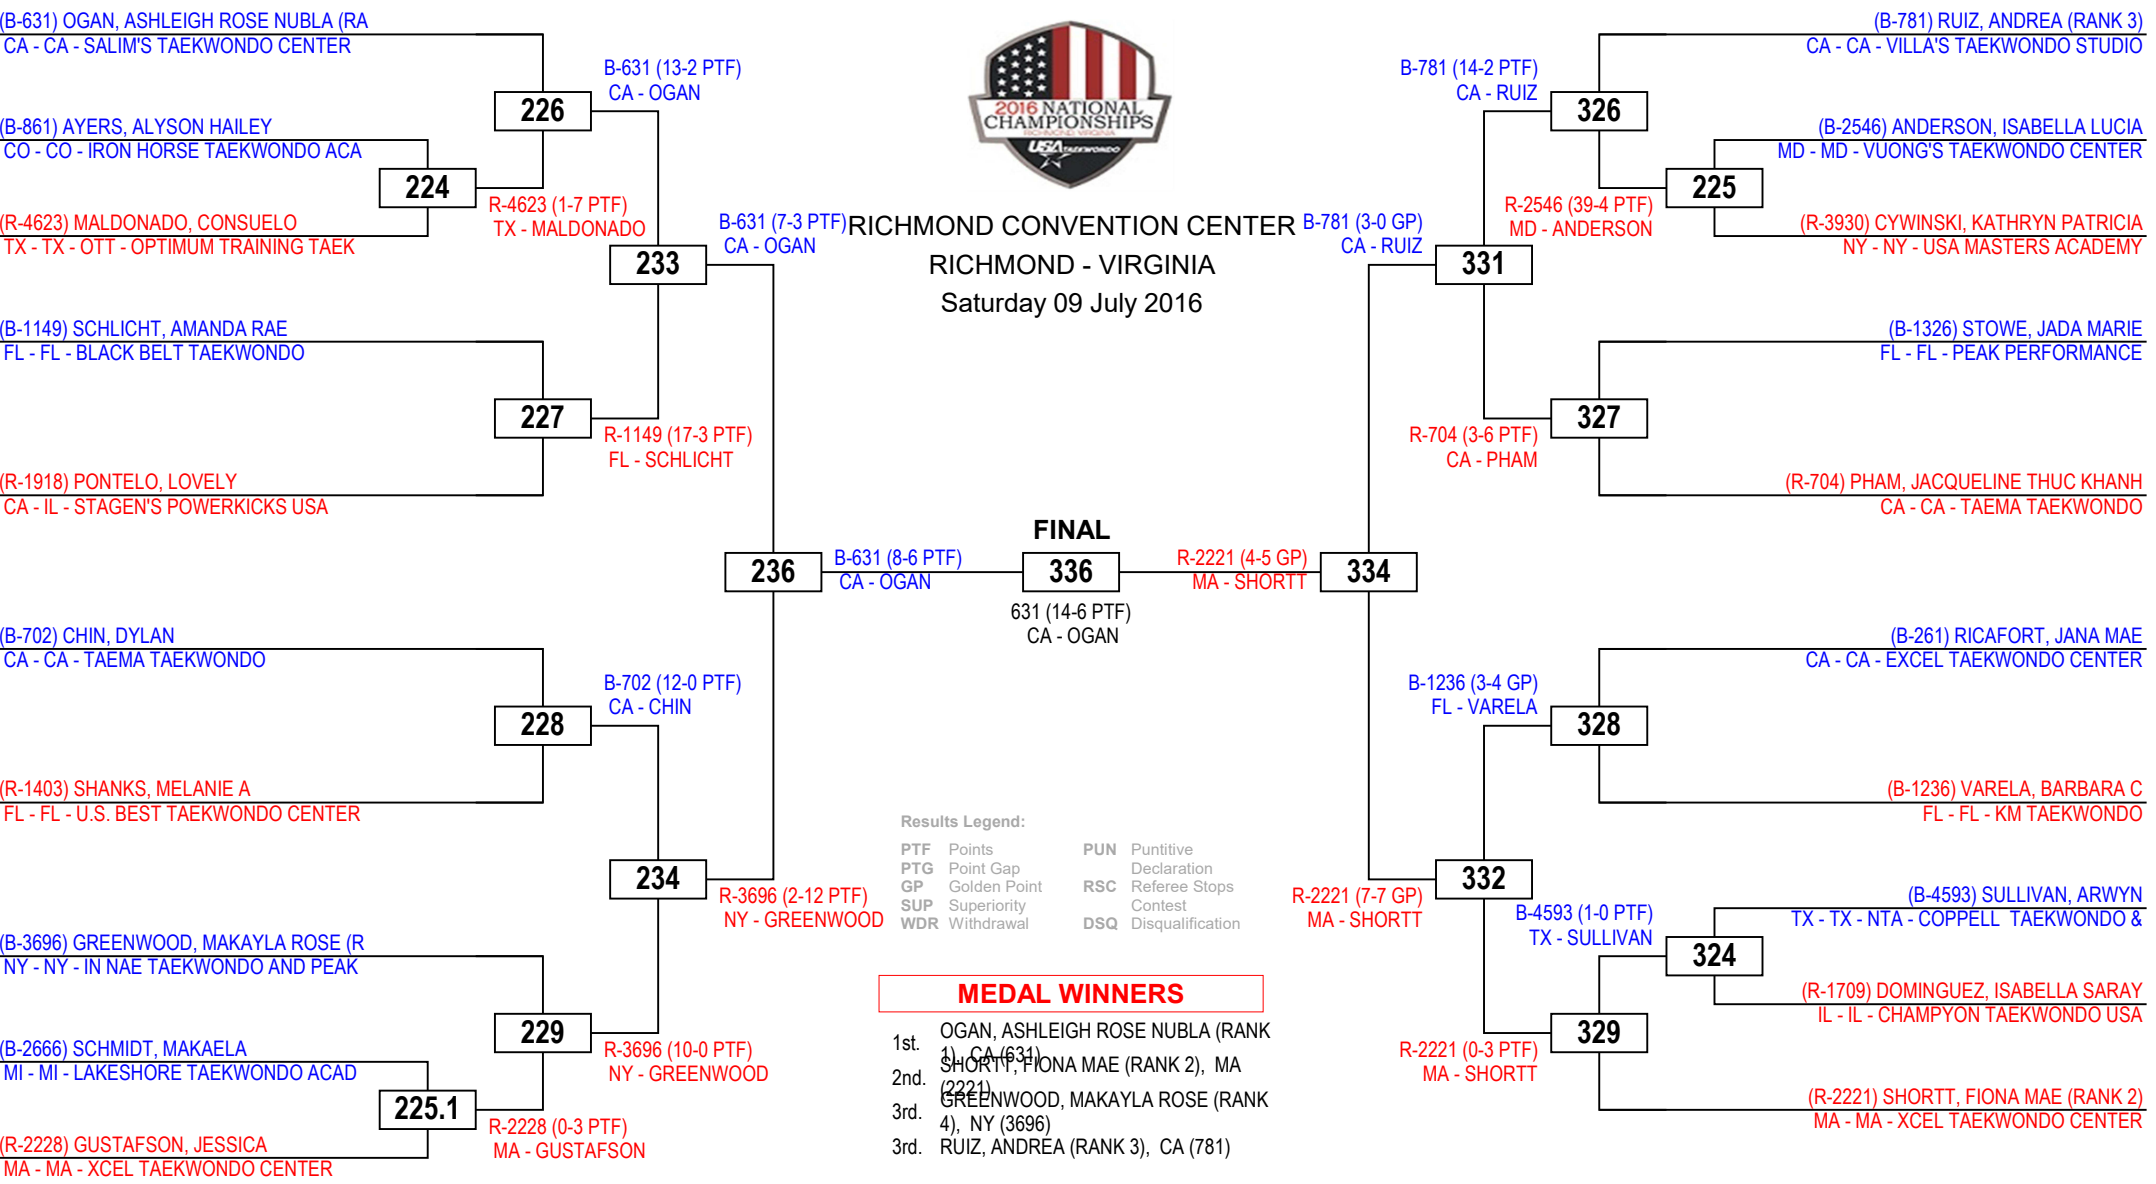 (B-631) OGAN, ASHLEIGH ROSE NUBLA (RA
CA - CA - SALIM'S TAEKWONDO CENTER
(B-861) AYERS, ALYSON HAILEY
CO - CO - IRON HORSE TAEKWONDO ACA
(R-4623) MALDONADO, CONSUELO
TX - TX - OTT - OPTIMUM TRAINING TAEK
(B-1149) SCHLICHT, AMANDA RAE
FL - FL - BLACK BELT TAEKWONDO
(R-1918) PONTELO, LOVELY
CA - IL - STAGEN'S POWERKICKS USA
(B-702) CHIN, DYLAN
CA - CA - TAEMA TAEKWONDO
(R-1403) SHANKS, MELANIE A
FL - FL - U.S. BEST TAEKWONDO CENTER
(B-3696) GREENWOOD, MAKAYLA ROSE (R
NY - NY - IN NAE TAEKWONDO AND PEAK
(B-2666) SCHMIDT, MAKAELA
MI - MI - LAKESHORE TAEKWONDO ACAD
(R-2228) GUSTAFSON, JESSICA
MA - MA - XCEL TAEKWONDO CENTER
224
R-4623 (1-7 PTF)
TX - MALDONADO
225.1
R-2228 (0-3 PTF)
MA - GUSTAFSON
226
B-631 (13-2 PTF)
CA - OGAN
227
R-1149 (17-3 PTF)
FL - SCHLICHT
228
B-702 (12-0 PTF)
CA - CHIN
229
R-3696 (10-0 PTF)
NY - GREENWOOD
233
B-631 (7-3 PTF)
CA - OGAN
234
R-3696 (2-12 PTF)
NY - GREENWOOD
236
B-631 (8-6 PTF)
CA - OGAN
2016 NATIONAL
CHAMPIONSHIPS
RICHMOND VIRGINIA
USA TAEKWONDO
RICHMOND CONVENTION CENTER
RICHMOND - VIRGINIA
Saturday 09 July 2016
FINAL
336
631 (14-6 PTF)
CA - OGAN
Results Legend:
PTF Points
PTG Point Gap
GP Golden Point
SUP Superiority
WDR Withdrawal
PUN Puntitive
Declaration
RSC Referee Stops
Contest
DSQ Disqualification
MEDAL WINNERS
1st. OGAN, ASHLEIGH ROSE NUBLA (RANK
1), CA (631)
2nd. SHORTT, FIONA MAE (RANK 2), MA
(2221)
3rd. GREENWOOD, MAKAYLA ROSE (RANK
4), NY (3696)
3rd. RUIZ, ANDREA (RANK 3), CA (781)
R-2221 (4-5 GP)
MA - SHORTT
334
B-781 (3-0 GP)
CA - RUIZ
331
R-2221 (7-7 GP)
MA - SHORTT
332
B-781 (14-2 PTF)
CA - RUIZ
326
R-704 (3-6 PTF)
CA - PHAM
327
B-1236 (3-4 GP)
FL - VARELA
328
R-2221 (0-3 PTF)
MA - SHORTT
329
R-2546 (39-4 PTF)
MD - ANDERSON
225
B-4593 (1-0 PTF)
TX - SULLIVAN
324
(B-781) RUIZ, ANDREA (RANK 3)
CA - CA - VILLA'S TAEKWONDO STUDIO
(B-2546) ANDERSON, ISABELLA LUCIA
MD - MD - VUONG'S TAEKWONDO CENTER
(R-3930) CYWINSKI, KATHRYN PATRICIA
NY - NY - USA MASTERS ACADEMY
(B-1326) STOWE, JADA MARIE
FL - FL - PEAK PERFORMANCE
(R-704) PHAM, JACQUELINE THUC KHANH
CA - CA - TAEMA TAEKWONDO
(B-261) RICAFORT, JANA MAE
CA - CA - EXCEL TAEKWONDO CENTER
(B-1236) VARELA, BARBARA C
FL - FL - KM TAEKWONDO
(B-4593) SULLIVAN, ARWYN
TX - TX - NTA - COPPELL TAEKWONDO &
(R-1709) DOMINGUEZ, ISABELLA SARAY
IL - IL - CHAMPYON TAEKWONDO USA
(R-2221) SHORTT, FIONA MAE (RANK 2)
MA - MA - XCEL TAEKWONDO CENTER